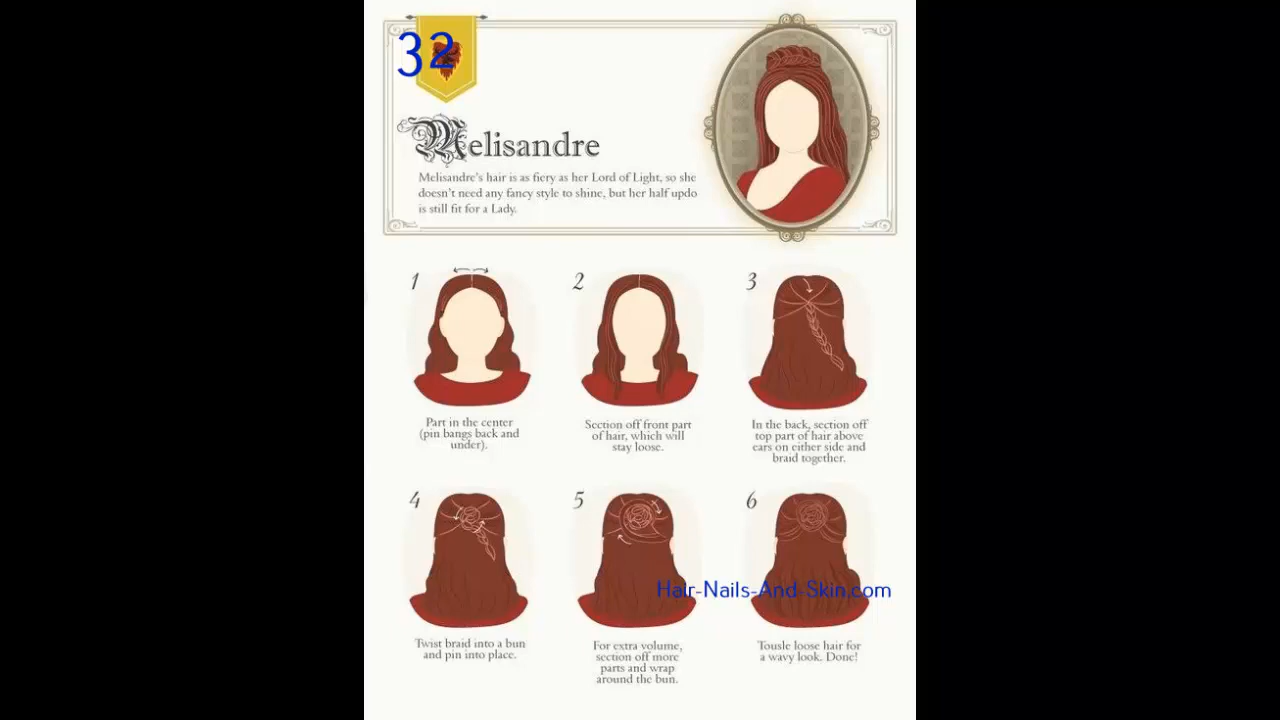 32
Melisandre
Melisandre's hair is as fiery as her Lord of Light, so she
doesn't need any fancy style to shine, but her half updo
is still fit for a Lady.
1
Part in the center
(pin bangs back and
under).
2
Section off front part
of hair, which will
stay loose.
3
In the back, section off
top part of hair above
ears on either side and
braid together.
4
Twist braid into a bun
and pin into place.
5
For extra volume,
section off more
parts and wrap
around the bun.
6
Tousle loose hair for
a wavy look. Done!
Hair-Nails-And-Skin.com